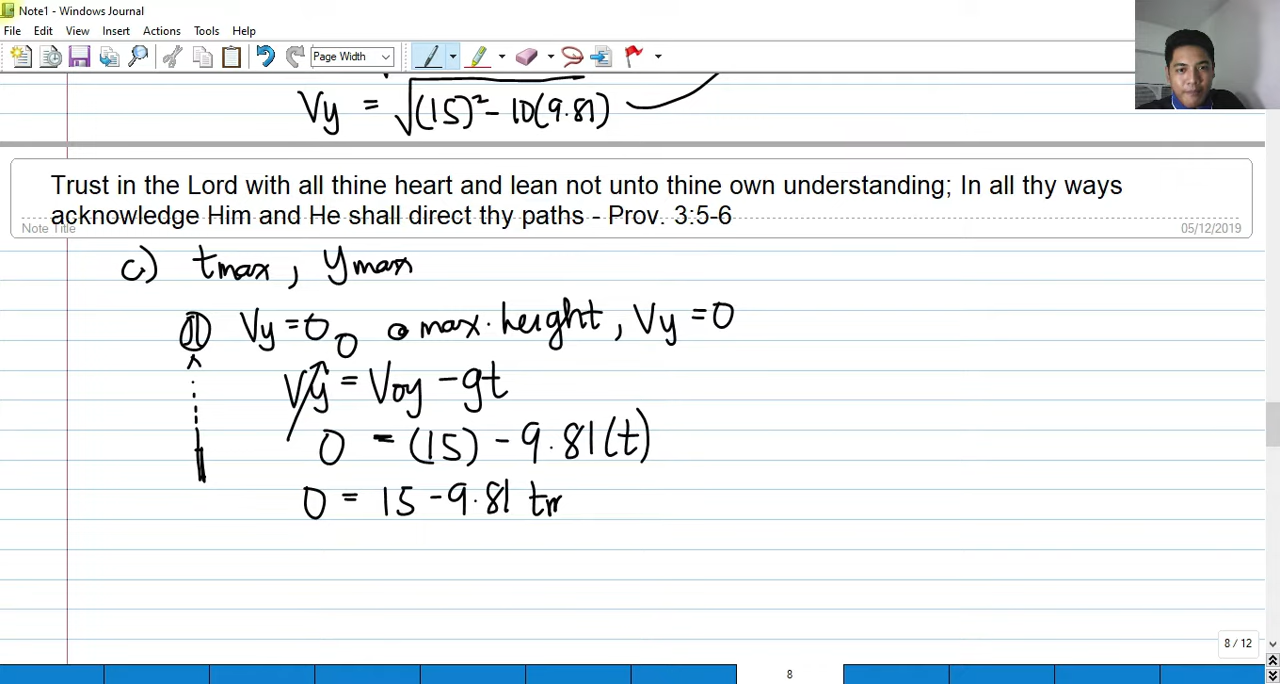 Note1 - Windows Journal
File Edit View Insert Actions Tools Help
Page Width
Vy = √(15)² - 10(9.81)
Trust in the Lord with all thine heart and lean not unto thine own understanding; In all thy ways
acknowledge Him and He shall direct thy paths - Prov. 3:5-6
Note Title
05/12/2019
c) tmax, ymax
Vy = 0 @ max. height, Vy = 0
0
Vy = Voy - gt
0 = (15) - 9.81(t)
0 = 15 - 9.81 tm
8 / 12
8